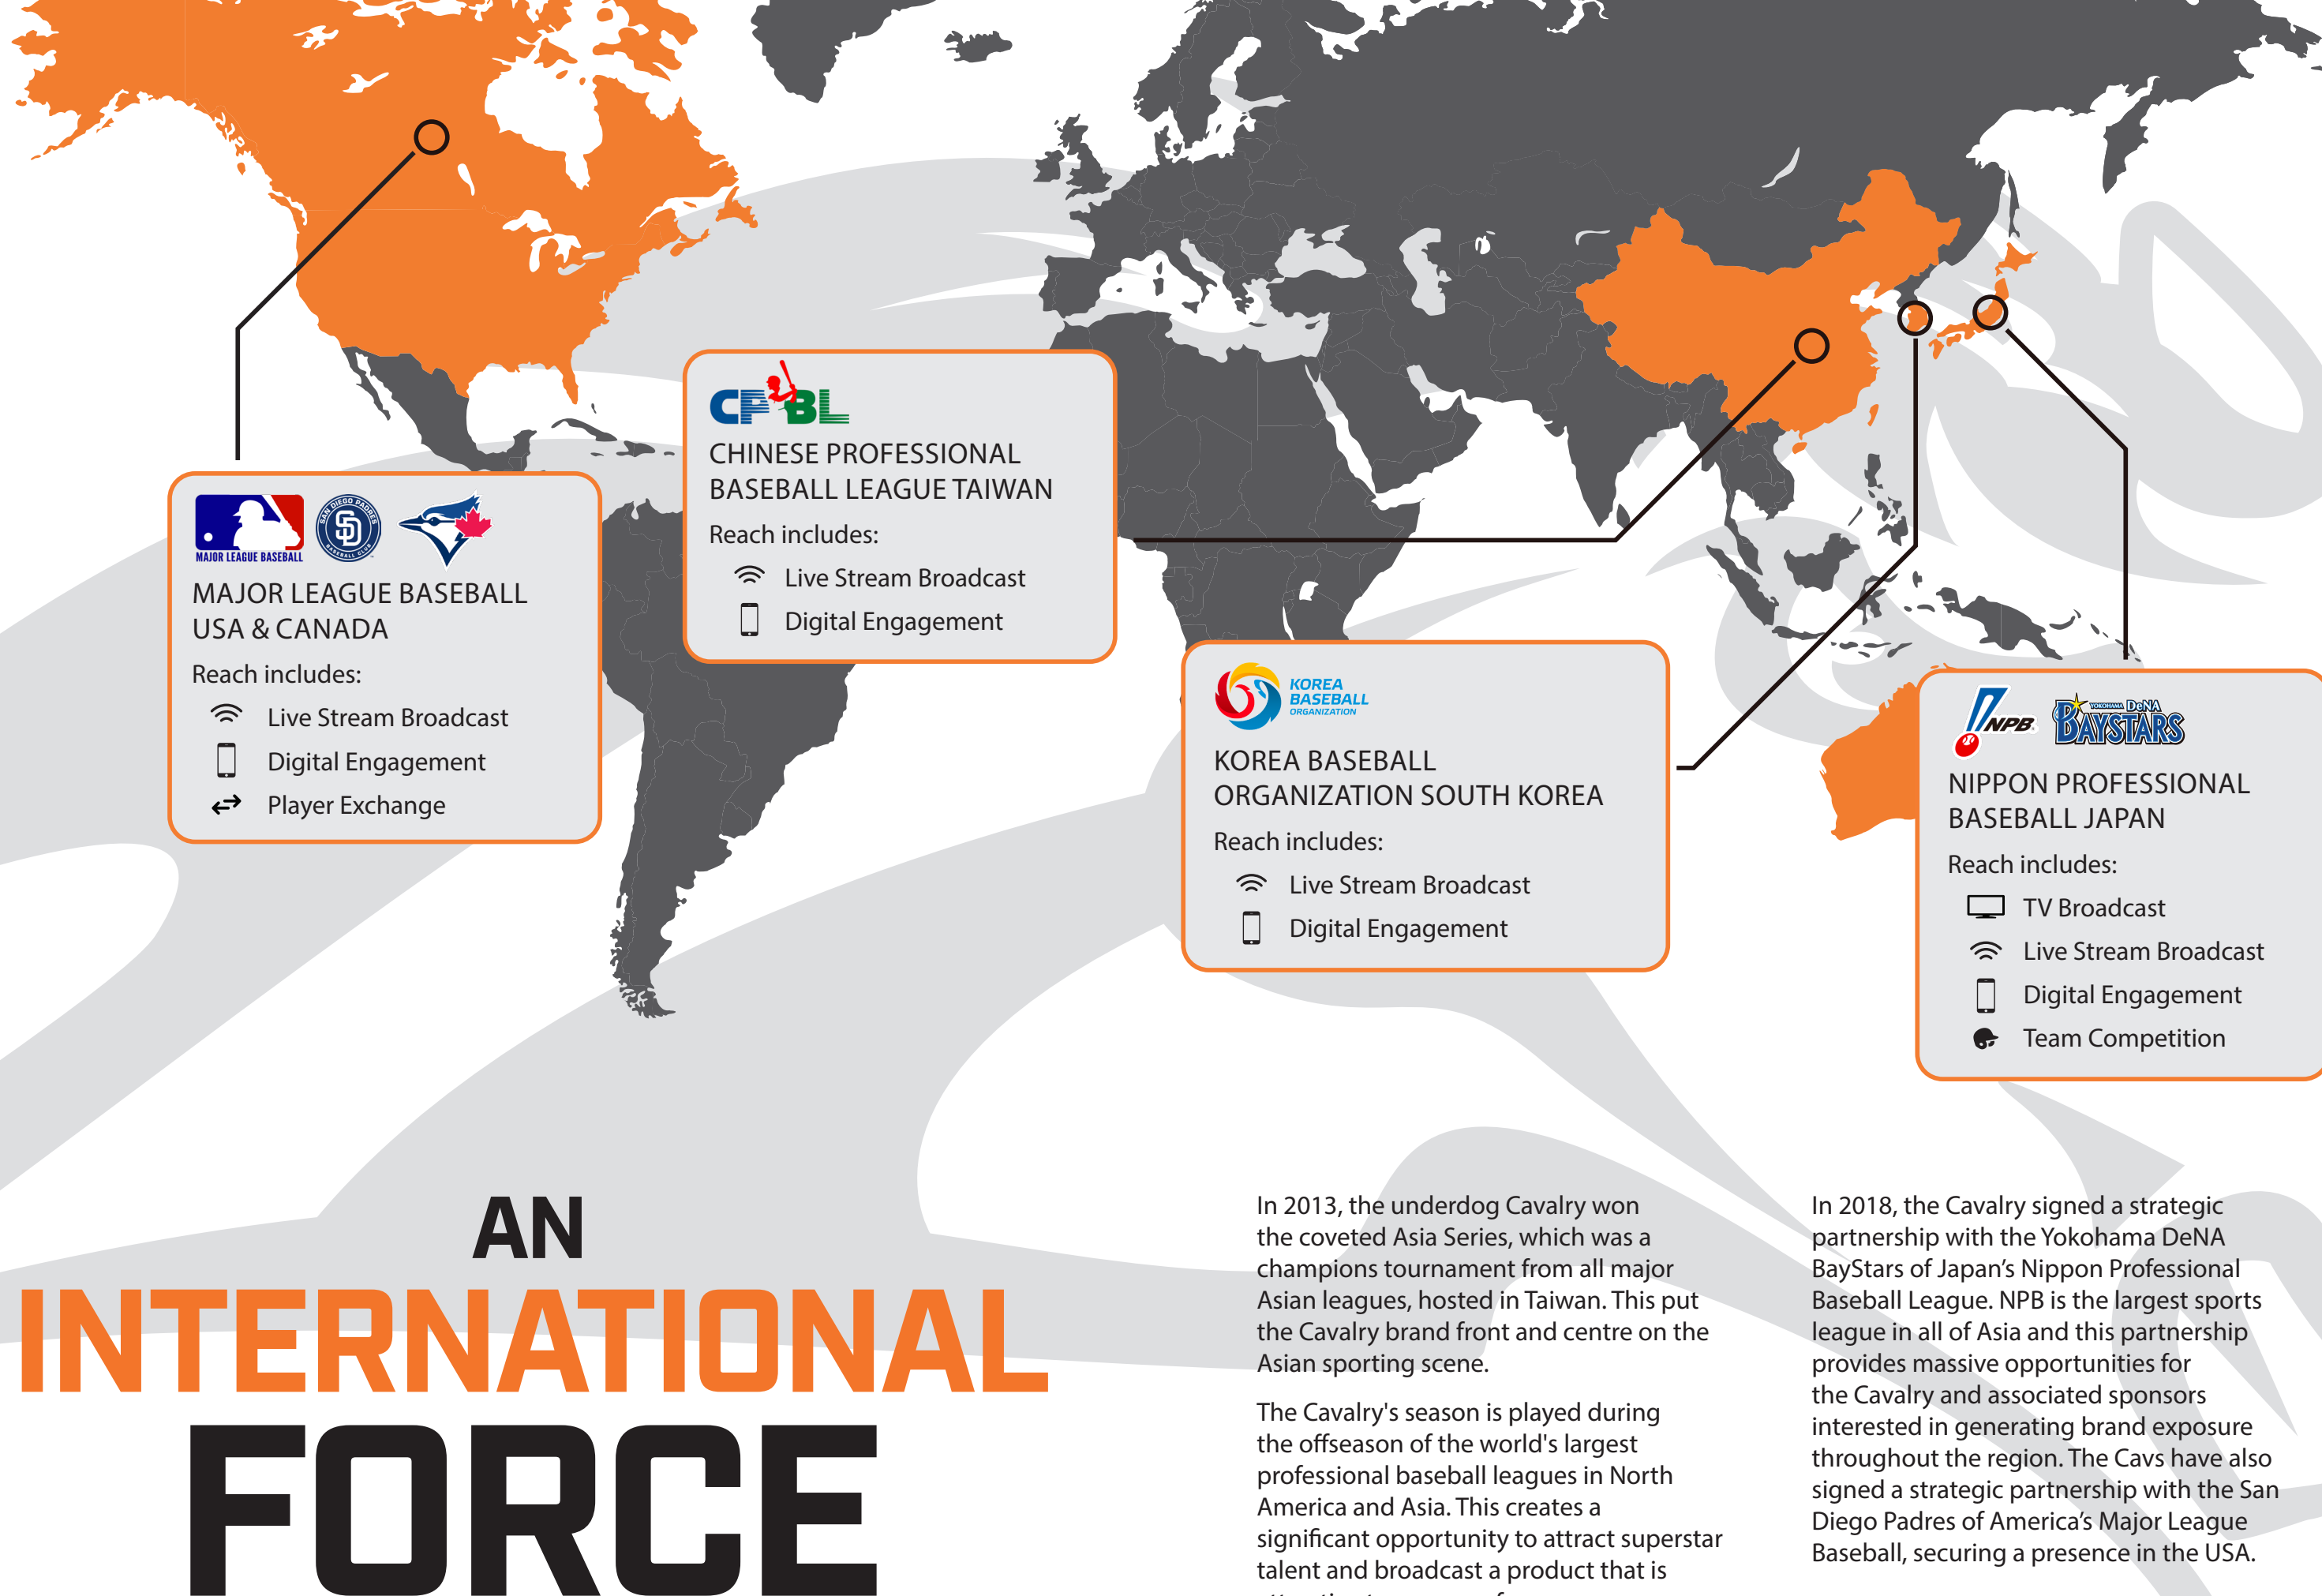 CPBL
CHINESE PROFESSIONAL
BASEBALL LEAGUE TAIWAN
Reach includes:
Live Stream Broadcast
Digital Engagement
MAJOR LEAGUE BASEBALL
SAN DIEGO PADRES
SD
BASEBALL CLUB
MAJOR LEAGUE BASEBALL
USA & CANADA
Reach includes:
Live Stream Broadcast
Digital Engagement
Player Exchange
KOREA
BASEBALL
ORGANIZATION
KOREA BASEBALL
ORGANIZATION SOUTH KOREA
Reach includes:
Live Stream Broadcast
Digital Engagement
NPB
YOKOHAMA DeNA
BAYSTARS
NIPPON PROFESSIONAL
BASEBALL JAPAN
Reach includes:
TV Broadcast
Live Stream Broadcast
Digital Engagement
Team Competition
AN
INTERNATIONAL
FORCE
In 2013, the underdog Cavalry won
the coveted Asia Series, which was a
champions tournament from all major
Asian leagues, hosted in Taiwan. This put
the Cavalry brand front and centre on the
Asian sporting scene.
The Cavalry's season is played during
the offseason of the world's largest
professional baseball leagues in North
America and Asia. This creates a
significant opportunity to attract superstar
talent and broadcast a product that is
In 2018, the Cavalry signed a strategic
partnership with the Yokohama DeNA
BayStars of Japan’s Nippon Professional
Baseball League. NPB is the largest sports
league in all of Asia and this partnership
provides massive opportunities for
the Cavalry and associated sponsors
interested in generating brand exposure
throughout the region. The Cavs have also
signed a strategic partnership with the San
Diego Padres of America’s Major League
Baseball, securing a presence in the USA.